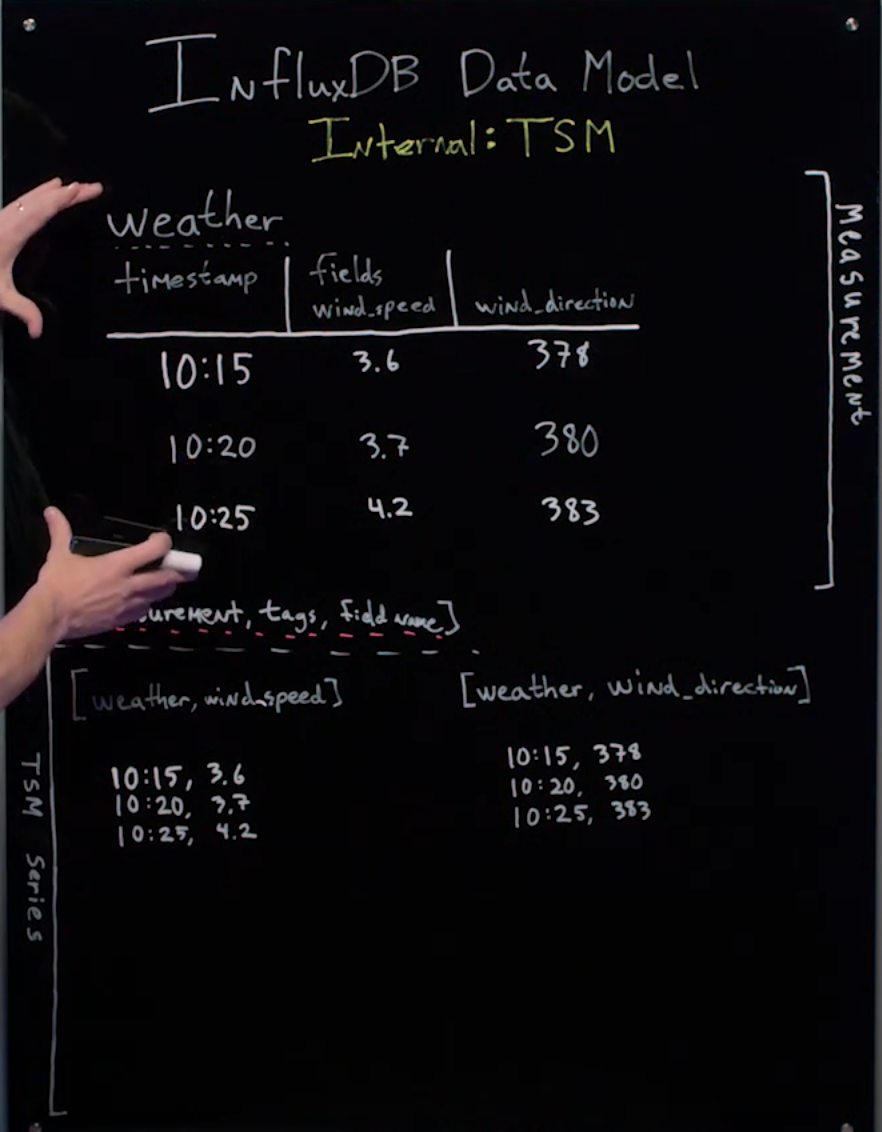 InfluxDB Data Model
Internal: TSM
weather
timestamp
fields
wind_speed
wind_direction
10:15 3.6 378
10:20 3.7 380
10:25 4.2 383
Measurement
urement, tags, field name]
[weather, wind_speed]
10:15, 3.6
10:20, 3.7
10:25, 4.2
[weather, wind_direction]
10:15, 378
10:20, 380
10:25, 383
TSM Series